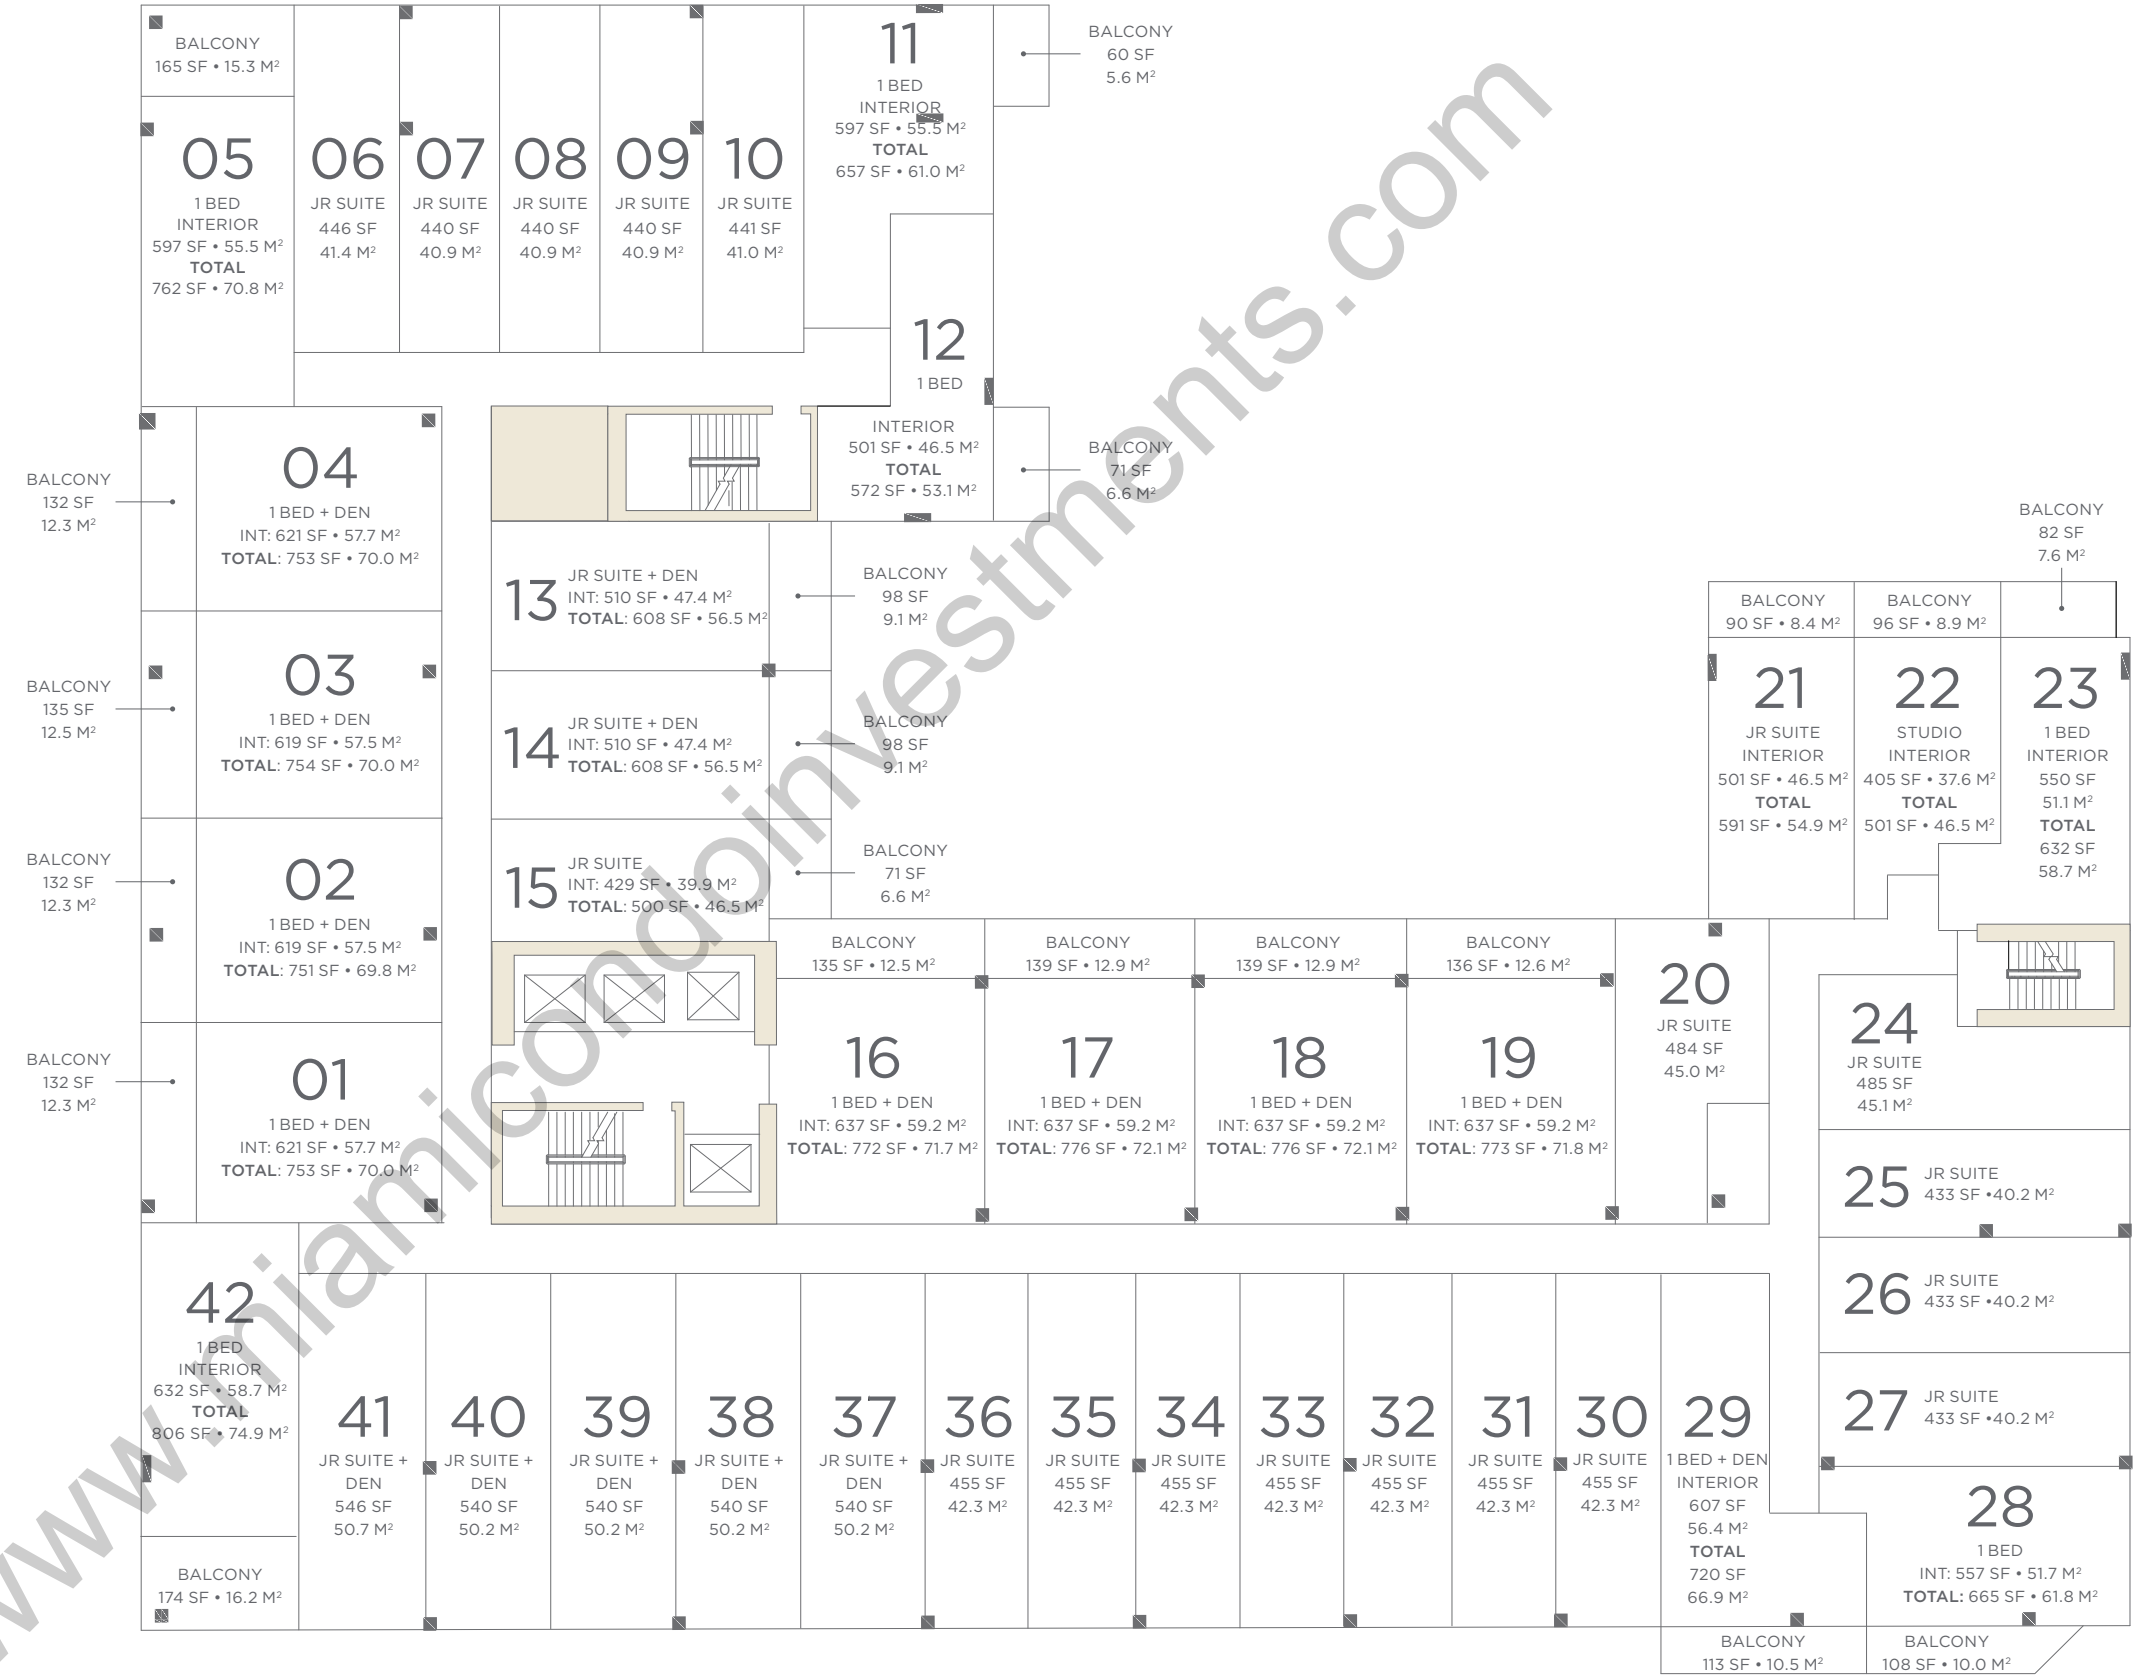 BALCONY
165 SF • 15.3 M²
05
1 BED
INTERIOR
597 SF • 55.5 M²
TOTAL
762 SF • 70.8 M²
06
JR SUITE
446 SF
41.4 M²
07
JR SUITE
440 SF
40.9 M²
08
JR SUITE
440 SF
40.9 M²
09
JR SUITE
440 SF
40.9 M²
10
JR SUITE
441 SF
41.0 M²
11
1 BED
INTERIOR
597 SF • 55.5 M²
TOTAL
657 SF • 61.0 M²
BALCONY
60 SF
5.6 M²
12
1 BED
INTERIOR
501 SF • 46.5 M²
TOTAL
572 SF • 53.1 M²
BALCONY
71 SF
6.6 M²
BALCONY
132 SF
12.3 M²
04
1 BED + DEN
INT: 621 SF • 57.7 M²
TOTAL: 753 SF • 70.0 M²
BALCONY
135 SF
12.5 M²
03
1 BED + DEN
INT: 619 SF • 57.5 M²
TOTAL: 754 SF • 70.0 M²
BALCONY
132 SF
12.3 M²
02
1 BED + DEN
INT: 619 SF • 57.5 M²
TOTAL: 751 SF • 69.8 M²
BALCONY
132 SF
12.3 M²
01
1 BED + DEN
INT: 621 SF • 57.7 M²
TOTAL: 753 SF • 70.0 M²
13
JR SUITE + DEN
INT: 510 SF • 47.4 M²
TOTAL: 608 SF • 56.5 M²
BALCONY
98 SF
9.1 M²
14
JR SUITE + DEN
INT: 510 SF • 47.4 M²
TOTAL: 608 SF • 56.5 M²
BALCONY
98 SF
9.1 M²
15
JR SUITE
INT: 429 SF • 39.9 M²
TOTAL: 500 SF • 46.5 M²
BALCONY
71 SF
6.6 M²
BALCONY
135 SF • 12.5 M²
16
1 BED + DEN
INT: 637 SF • 59.2 M²
TOTAL: 772 SF • 71.7 M²
BALCONY
139 SF • 12.9 M²
17
1 BED + DEN
INT: 637 SF • 59.2 M²
TOTAL: 776 SF • 72.1 M²
BALCONY
139 SF • 12.9 M²
18
1 BED + DEN
INT: 637 SF • 59.2 M²
TOTAL: 776 SF • 72.1 M²
BALCONY
136 SF • 12.6 M²
19
1 BED + DEN
INT: 637 SF • 59.2 M²
TOTAL: 773 SF • 71.8 M²
20
JR SUITE
484 SF
45.0 M²
BALCONY
90 SF • 8.4 M²
21
JR SUITE
INTERIOR
501 SF • 46.5 M²
TOTAL
591 SF • 54.9 M²
BALCONY
96 SF • 8.9 M²
22
STUDIO
INTERIOR
405 SF • 37.6 M²
TOTAL
501 SF • 46.5 M²
BALCONY
82 SF
7.6 M²
23
1 BED
INTERIOR
550 SF
51.1 M²
TOTAL
632 SF
58.7 M²
24
JR SUITE
485 SF
45.1 M²
25
JR SUITE
433 SF •40.2 M²
26
JR SUITE
433 SF •40.2 M²
27
JR SUITE
433 SF •40.2 M²
28
1 BED
INT: 557 SF • 51.7 M²
TOTAL: 665 SF • 61.8 M²
BALCONY
108 SF • 10.0 M²
42
1 BED
INTERIOR
632 SF • 58.7 M²
TOTAL
806 SF • 74.9 M²
BALCONY
174 SF • 16.2 M²
41
JR SUITE +
DEN
546 SF
50.7 M²
40
JR SUITE +
DEN
540 SF
50.2 M²
39
JR SUITE +
DEN
540 SF
50.2 M²
38
JR SUITE +
DEN
540 SF
50.2 M²
37
JR SUITE +
DEN
540 SF
50.2 M²
36
JR SUITE
455 SF
42.3 M²
35
JR SUITE
455 SF
42.3 M²
34
JR SUITE
455 SF
42.3 M²
33
JR SUITE
455 SF
42.3 M²
32
JR SUITE
455 SF
42.3 M²
31
JR SUITE
455 SF
42.3 M²
30
JR SUITE
455 SF
42.3 M²
29
1 BED + DEN
INTERIOR
607 SF
56.4 M²
TOTAL
720 SF
66.9 M²
BALCONY
113 SF • 10.5 M²
www.miamicondoinvestments.com